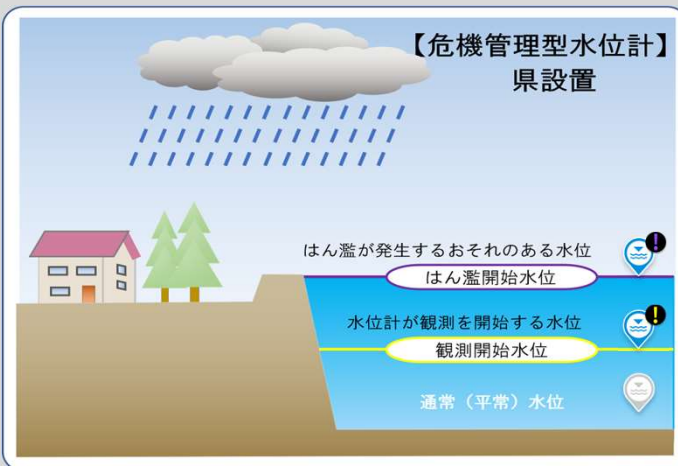 【危機管理型水位計】
県設置
はん濫が発生するおそれのある水位
はん濫開始水位
水位計が観測を開始する水位
観測開始水位
通常（平常）水位